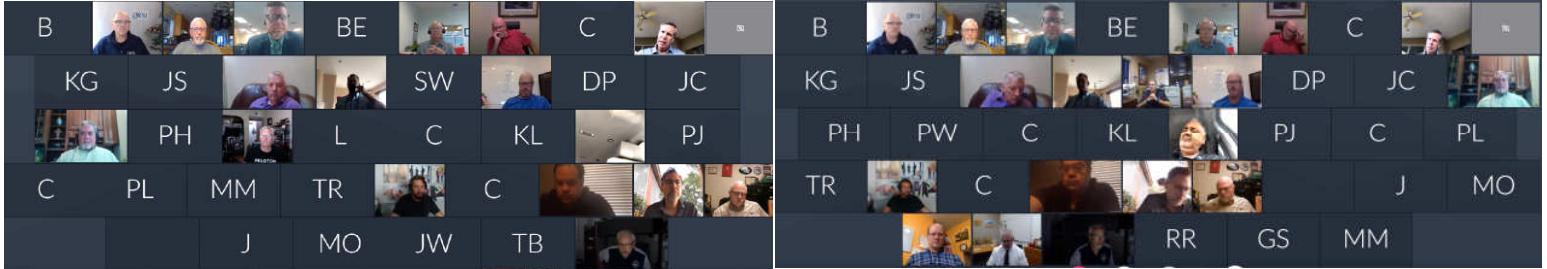 B BE C
KG JS SW DP JC
PH L C KL PJ
C PL MM TR C
J MO JW TB
B BE C
KG JS DP JC
PH PW C KL PJ C PL
TR C J MO
RR GS MM
PELOTON